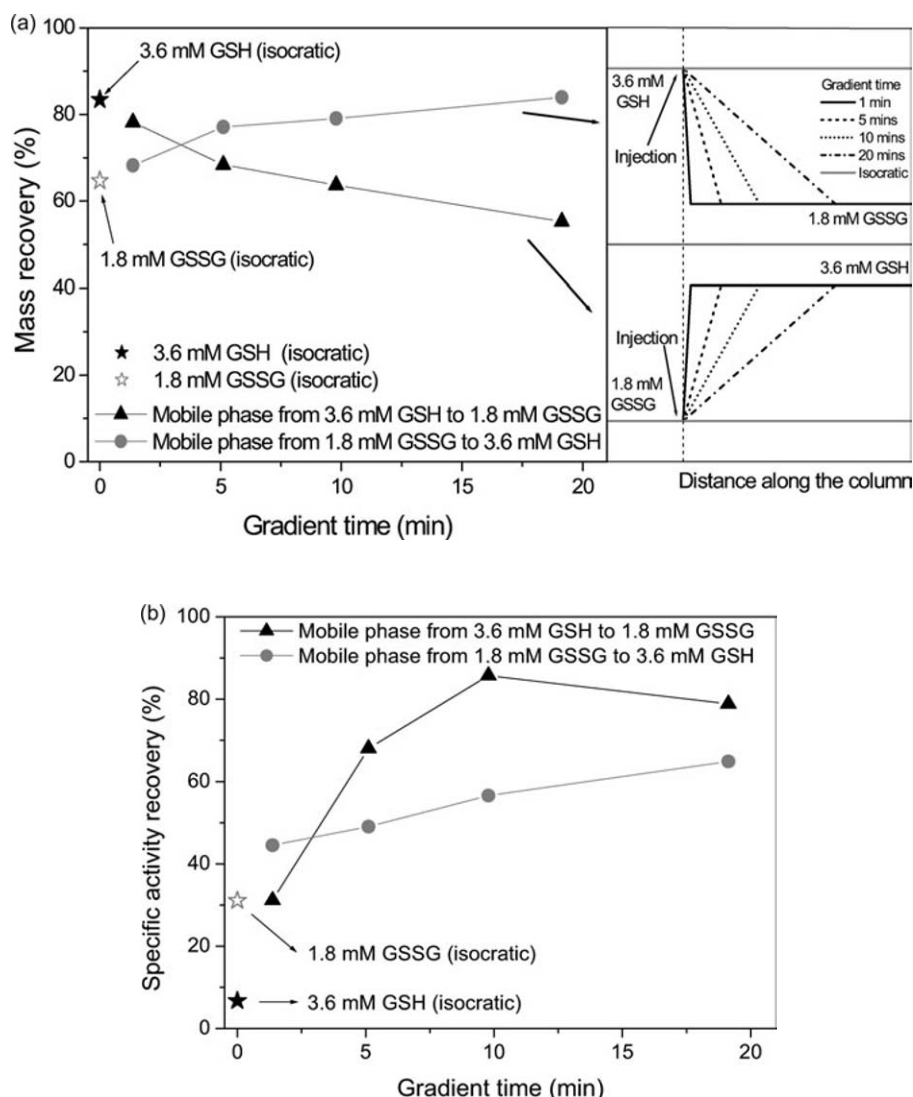 (a)
100
80
60
40
20
0
Mass recovery (%)
3.6 mM GSH (isocratic)
1.8 mM GSSG (isocratic)
3.6 mM GSH (isocratic)
1.8 mM GSSG (isocratic)
Mobile phase from 3.6 mM GSH to 1.8 mM GSSG
Mobile phase from 1.8 mM GSSG to 3.6 mM GSH
0 5 10 15 20
Gradient time (min)
3.6 mM
GSH
Injection
Gradient time
1 min
5 mins
10 mins
20 mins
Isocratic
1.8 mM GSSG
3.6 mM GSH
Injection
1.8 mM
GSSG
Distance along the column
(b)
100
80
60
40
20
0
Specific activity recovery (%)
Mobile phase from 3.6 mM GSH to 1.8 mM GSSG
Mobile phase from 1.8 mM GSSG to 3.6 mM GSH
1.8 mM GSSG (isocratic)
3.6 mM GSH (isocratic)
0 5 10 15 20
Gradient time (min)